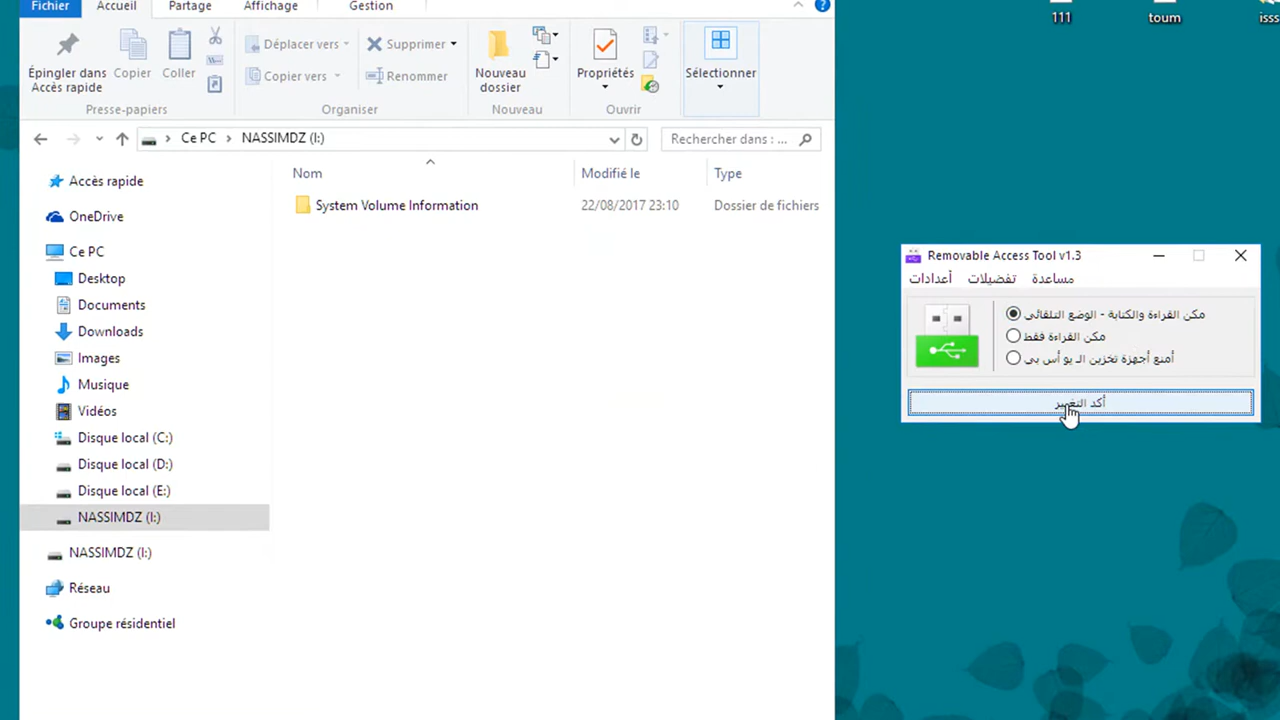 Fichier Accueil Partage Affichage Gestion
Épingler dans
Accès rapide
Copier
Coller
Presse-papiers
Déplacer vers
Copier vers
Supprimer
Renommer
Organiser
Nouveau
dossier
Nouveau
Propriétés
Ouvrir
Sélectionner
Ce PC NASSIMDZ (I:)
Rechercher dans : ...
Nom Modifié le Type
System Volume Information 22/08/2017 23:10 Dossier de fichiers
Accès rapide
OneDrive
Ce PC
Desktop
Documents
Downloads
Images
Musique
Vidéos
Disque local (C:)
Disque local (D:)
Disque local (E:)
NASSIMDZ (I:)
NASSIMDZ (I:)
Réseau
Groupe résidentiel
111
toum
isss
Removable Access Tool v1.3
أعدادات تفضيلات مساعدة
مكن القراءة والكتابة - الوضع التلقائي
مكن القراءة فقط
أمنع أجهزة تخزين الـ يو أس بي
أكد التغيير